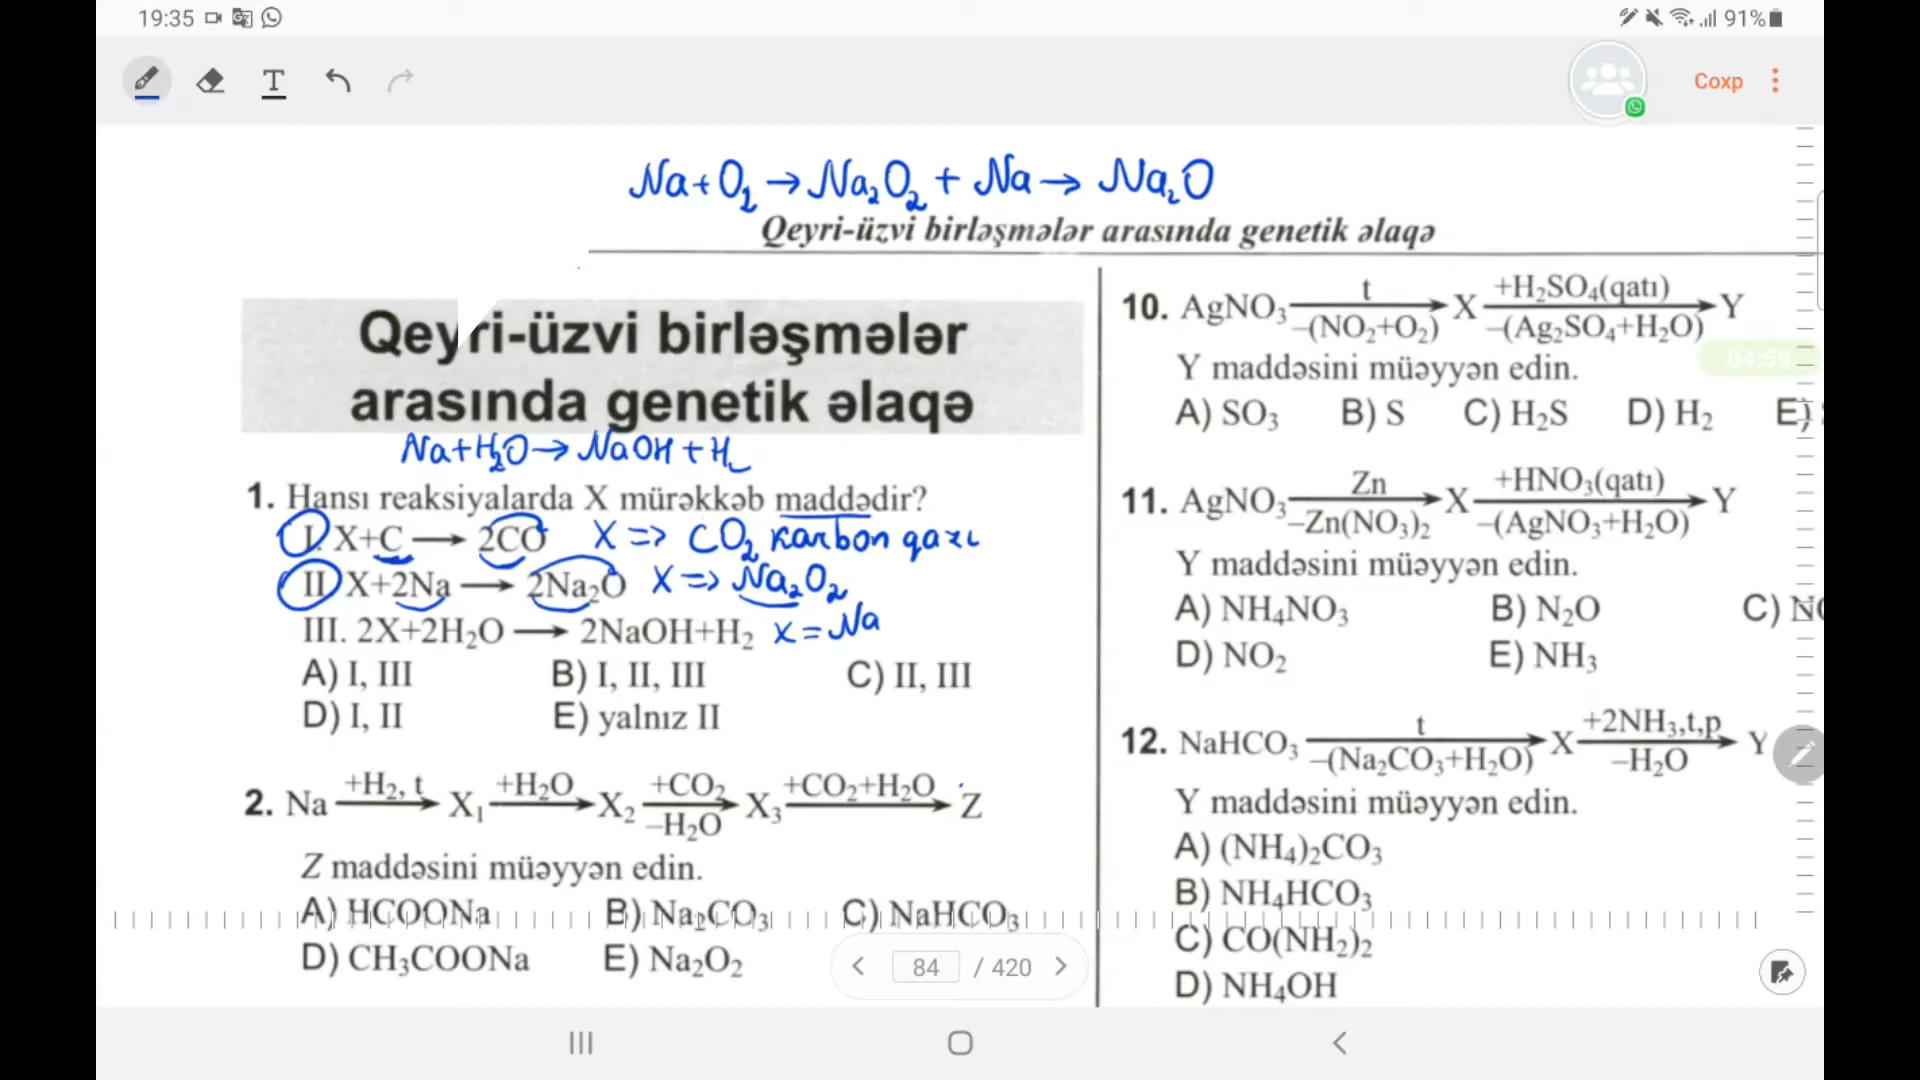 19:35
91%
T
Сохр
Na+O₂→Na₂O₂+Na→Na₂O
Qeyri-üzvi birləşmələr arasında genetik əlaqə
Qeyri-üzvi birləşmələr
arasında genetik əlaqə
Na+H₂O→NaOH+H₂
1. Hansı reaksiyalarda X mürəkkəb maddədir?
I. X+C → 2CO X => CO₂ karbon qazı
II X+2Na → 2Na₂O X => Na₂O₂
III. 2X+2H₂O → 2NaOH+H₂ X=Na
A) I, III B) I, II, III C) II, III
D) I, II E) yalnız II
+H₂, t +H₂O +CO₂ +CO₂+H₂O
2. Na → X₁ → X₂ → X₃ → Z
–H₂O
Z maddəsini müəyyən edin.
A) HCOONa B) Na₂CO₃ C) NaHCO₃
D) CH₃COONa E) Na₂O₂
84 / 420
t +H₂SO₄(qatı)
10. AgNO₃ → X → Y
–(NO₂+O₂) –(Ag₂SO₄+H₂O)
04:59
Y maddəsini müəyyən edin.
A) SO₃ B) S C) H₂S D) H₂ E)
Zn +HNO₃(qatı)
11. AgNO₃ → X → Y
–Zn(NO₃)₂ –(AgNO₃+H₂O)
Y maddəsini müəyyən edin.
A) NH₄NO₃ B) N₂O C)
D) NO₂ E) NH₃
t +2NH₃,t,p
12. NaHCO₃ → X → Y
–(Na₂CO₃+H₂O) –H₂O
Y maddəsini müəyyən edin.
A) (NH₄)₂CO₃
B) NH₄HCO₃
C) CO(NH₂)₂
D) NH₄OH